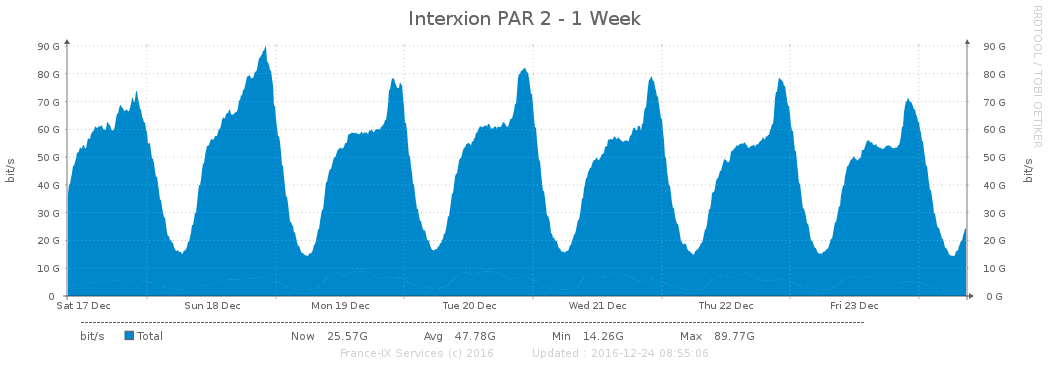 Interxion PAR 2 - 1 Week
RRDTOOL / TOBI OETIKER
90 G 90 G
80 G 80 G
70 G 70 G
60 G 60 G
50 G 50 G
40 G 40 G
30 G 30 G
20 G 20 G
10 G 10 G
0 0 G
bit/s
bit/s
Sat 17 Dec Sun 18 Dec Mon 19 Dec Tue 20 Dec Wed 21 Dec Thu 22 Dec Fri 23 Dec
bit/s Total Now 25.57G Avg 47.78G Min 14.26G Max 89.77G
France-IX Services (c) 2016 Updated : 2016-12-24 08:55:06